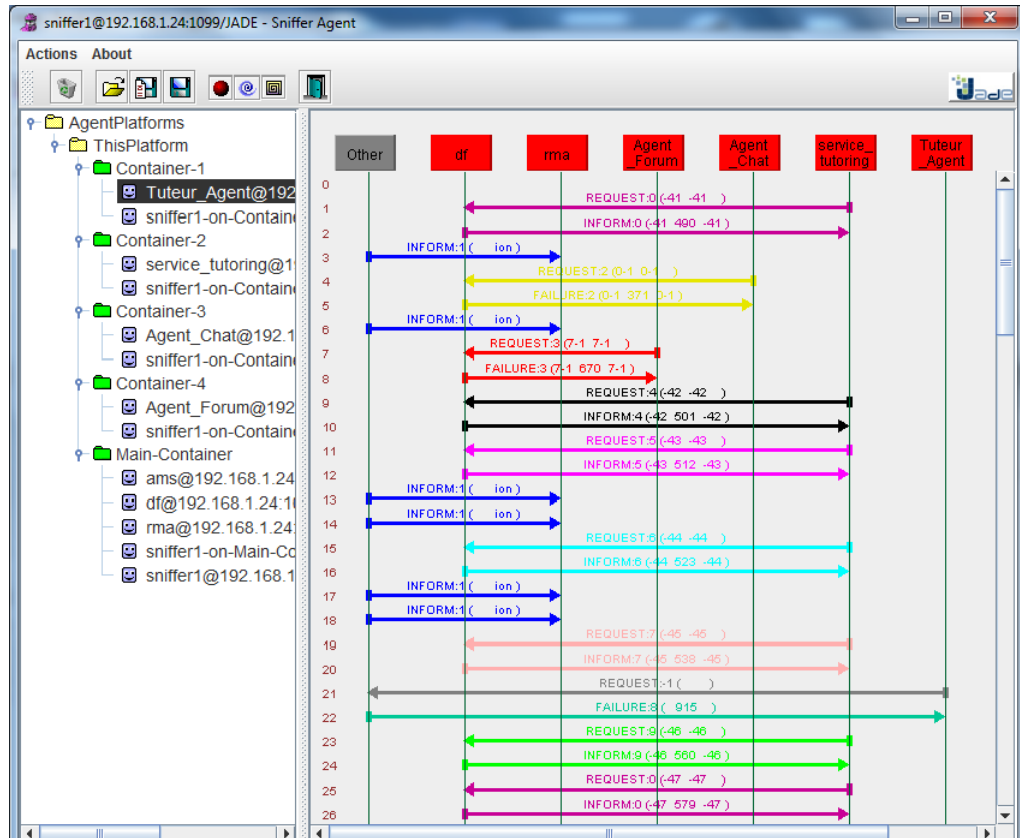 sniffer1@192.168.1.24:1099/JADE - Sniffer Agent
Actions About
Jade
AgentPlatforms
ThisPlatform
Container-1
Tuteur_Agent@192
sniffer1-on-Contain
Container-2
service_tutoring@1
sniffer1-on-Contain
Container-3
Agent_Chat@192.1
sniffer1-on-Contain
Container-4
Agent_Forum@192
sniffer1-on-Contain
Main-Container
ams@192.168.1.24
df@192.168.1.24:1
rma@192.168.1.24
sniffer1-on-Main-Co
sniffer1@192.168.1
Other
df
rma
Agent
_Forum
Agent
_Chat
service_
tutoring
Tuteur
_Agent
0
REQUEST:0 (-41 -41 )
1
INFORM:0 (-41 490 -41 )
2
INFORM:1 ( ion )
3
REQUEST:2 (0-1 0-1 )
4
FAILURE:2 (0-1 371 0-1 )
5
INFORM:1 ( ion )
6
REQUEST:3 (7-1 7-1 )
7
FAILURE:3 (7-1 670 7-1 )
8
REQUEST:4 (-42 -42 )
9
INFORM:4 (-42 501 -42 )
10
REQUEST:5 (-43 -43 )
11
INFORM:5 (-43 512 -43 )
12
INFORM:1 ( ion )
13
INFORM:1 ( ion )
14
REQUEST:6 (-44 -44 )
15
INFORM:6 (-44 523 -44 )
16
INFORM:1 ( ion )
17
INFORM:1 ( ion )
18
REQUEST:7 (-45 -45 )
19
INFORM:7 (-45 538 -45 )
20
REQUEST:-1 ( )
21
FAILURE:8 ( 915 )
22
REQUEST:9 (-46 -46 )
23
INFORM:9 (-46 560 -46 )
24
REQUEST:0 (-47 -47 )
25
INFORM:0 (-47 579 -47 )
26